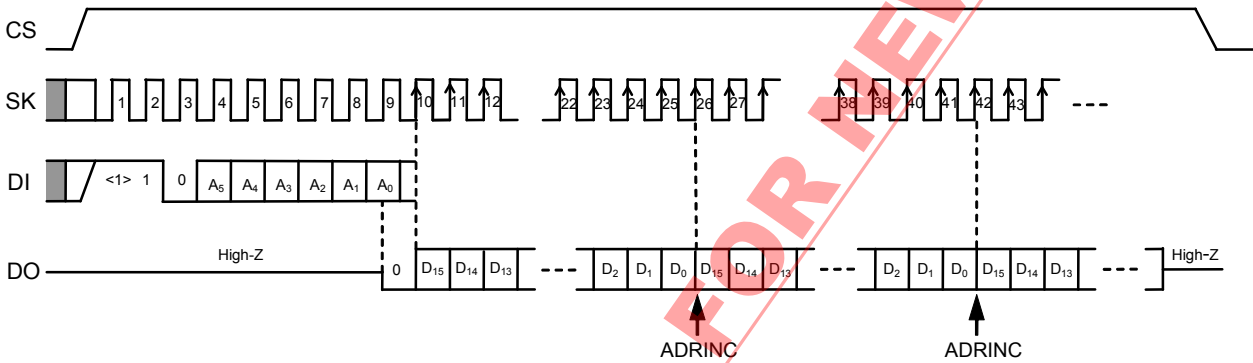 CS
SK 1 2 3 4 5 6 7 8 9 10 11 12 22 23 24 25 26 27 38 39 40 41 42 43
DI <1> 1 0 A5 A4 A3 A2 A1 A0
High-Z
DO 0 D15 D14 D13 D2 D1 D0 D15 D14 D13 D2 D1 D0 D15 D14 D13 High-Z
ADRINC ADRINC
FOR NEW